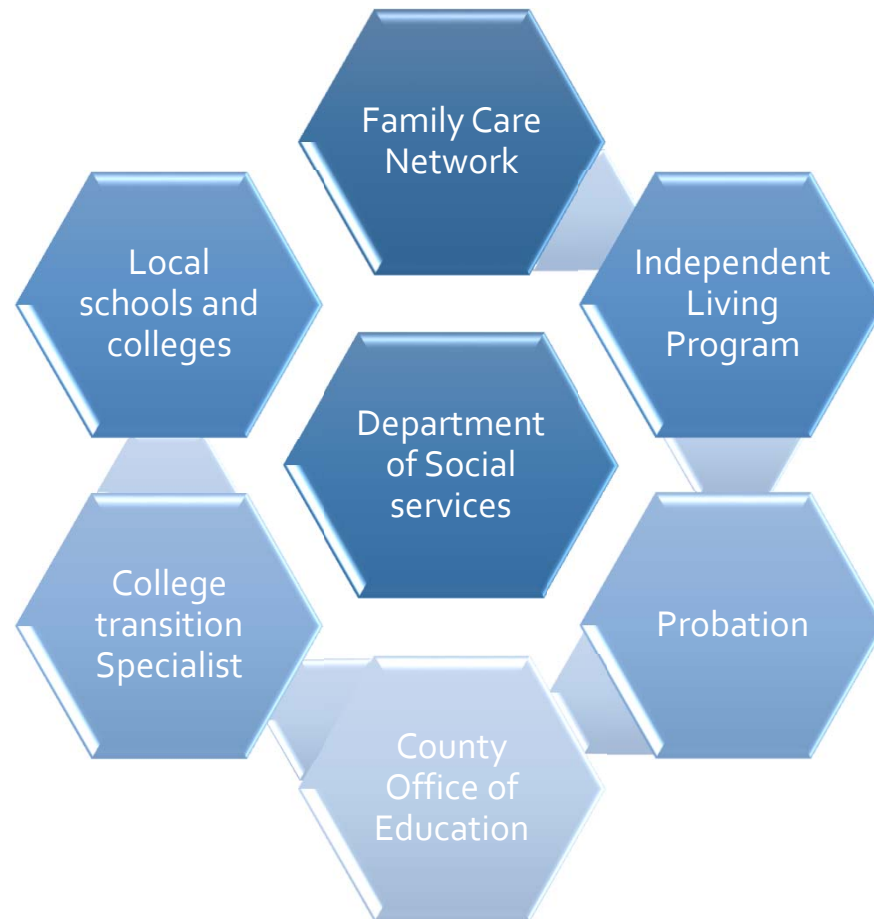 Family Care
Network
Independent
Living
Program
Probation
County
Office of
Education
College
transition
Specialist
Local
schools and
colleges
Department
of Social
services